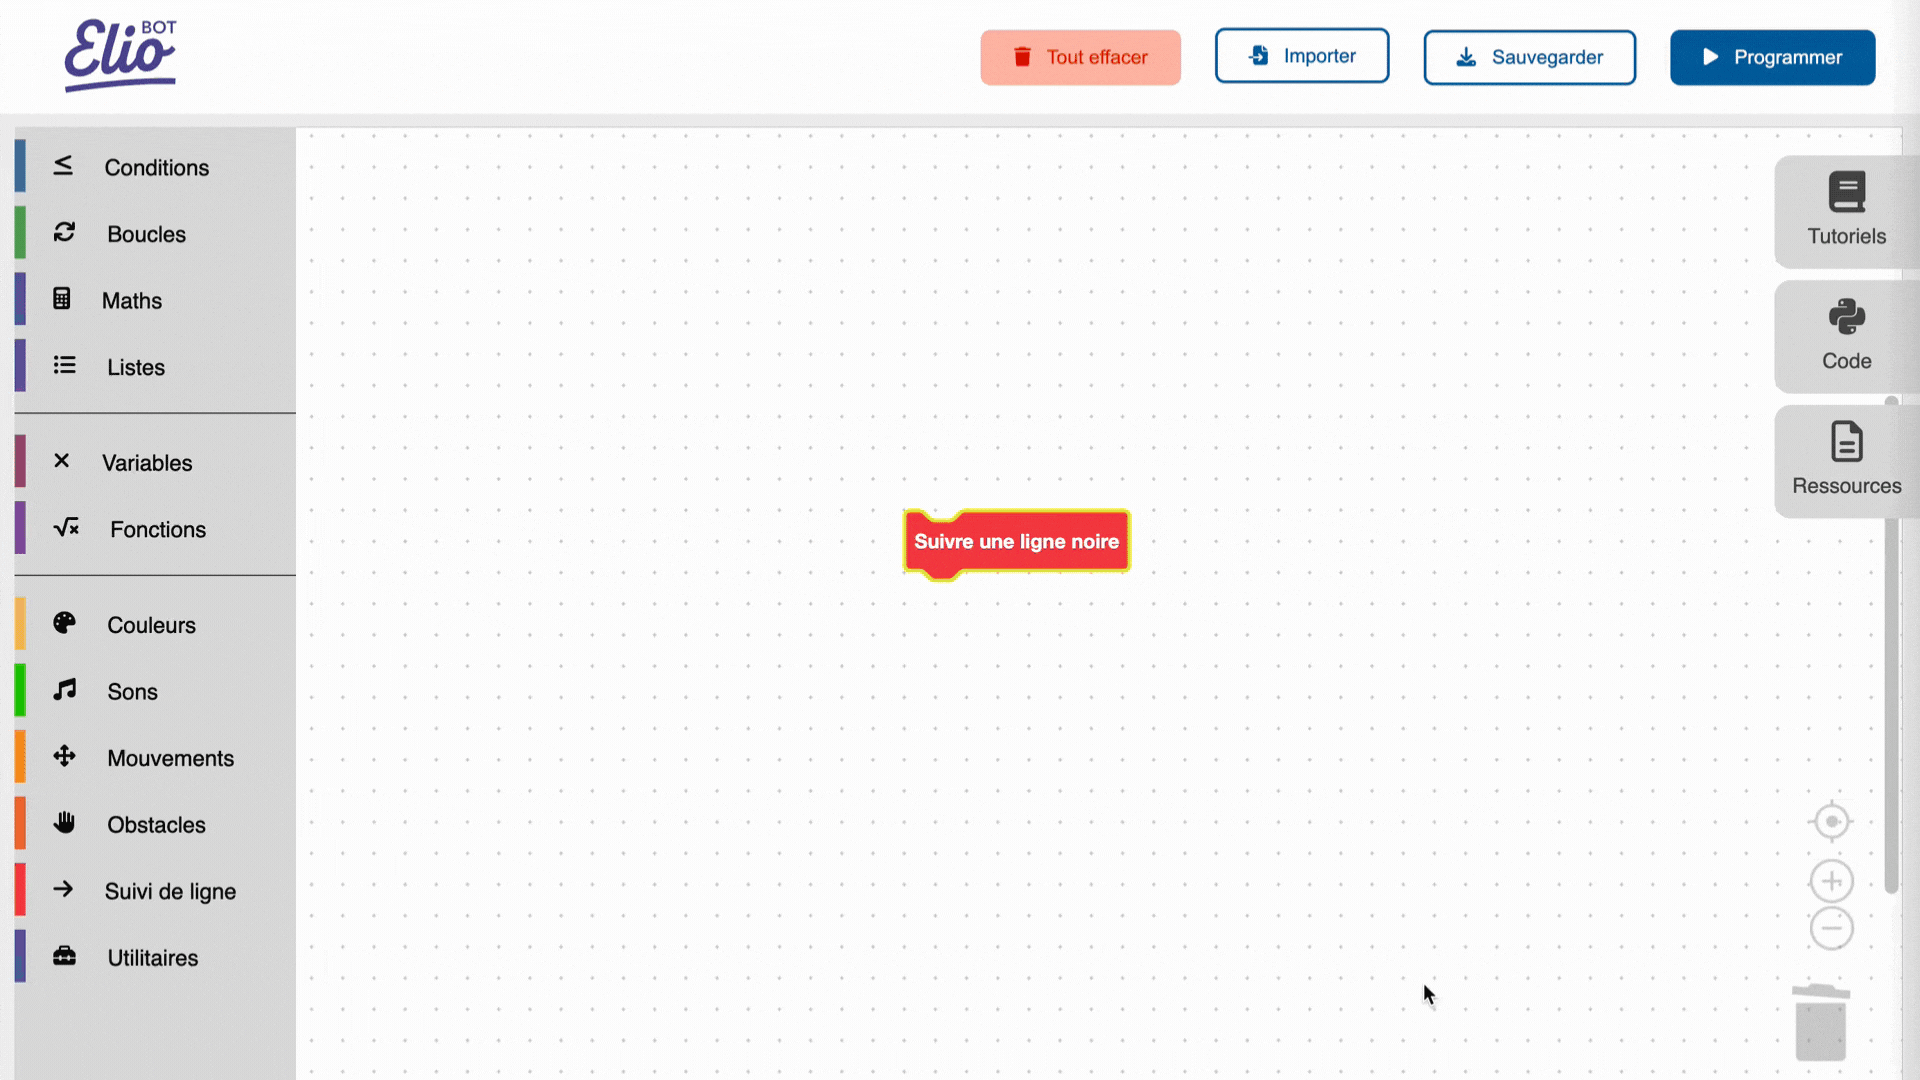 Elio BOT
Tout effacer
Importer
Sauvegarder
Programmer
Conditions
Boucles
Maths
Listes
Variables
Fonctions
Couleurs
Sons
Mouvements
Obstacles
Suivi de ligne
Utilitaires
Suivre une ligne noire
Tutoriels
Code
Ressources